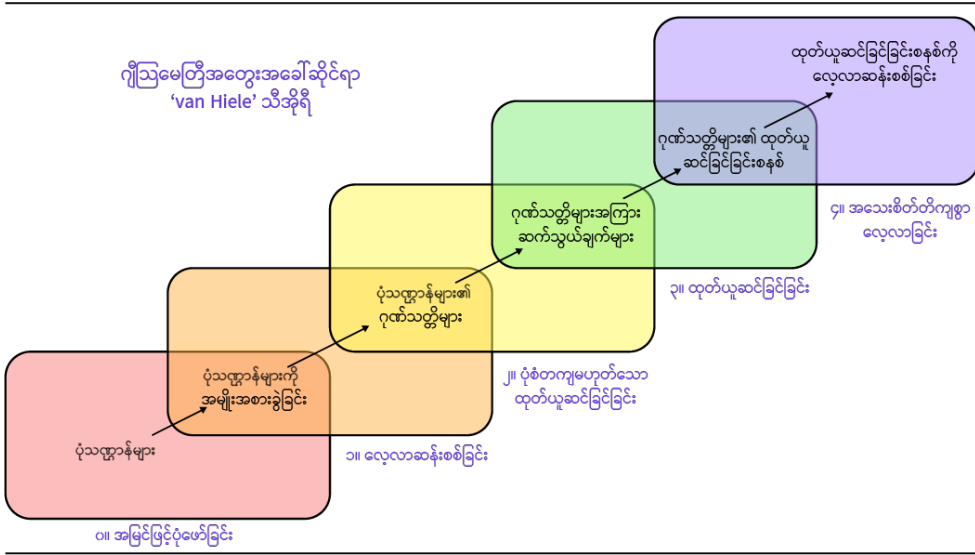 ဂျီဩမေတြီအတွေးအခေါ်ဆိုင်ရာ
‘van Hiele’ သီအိုရီ
ပုံသဏ္ဌာန်များ
၀။ အမြင်ဖြင့်ပုံဖော်ခြင်း
ပုံသဏ္ဌာန်များကို
အမျိုးအစားခွဲခြင်း
၁။ လေ့လာဆန်းစစ်ခြင်း
ပုံသဏ္ဌာန်များ၏
ဂုဏ်သတ္တိများ
၂။ ပုံစံတကျမဟုတ်သော
ထုတ်ယူဆင်ခြင်ခြင်း
ဂုဏ်သတ္တိများအကြား
ဆက်သွယ်ချက်များ
၃။ ထုတ်ယူဆင်ခြင်ခြင်း
ဂုဏ်သတ္တိများ၏ ထုတ်ယူ
ဆင်ခြင်ခြင်းစနစ်
၄။ အသေးစိတ်တိကျစွာ
လေ့လာခြင်း
ထုတ်ယူဆင်ခြင်ခြင်းစနစ်ကို
လေ့လာဆန်းစစ်ခြင်း